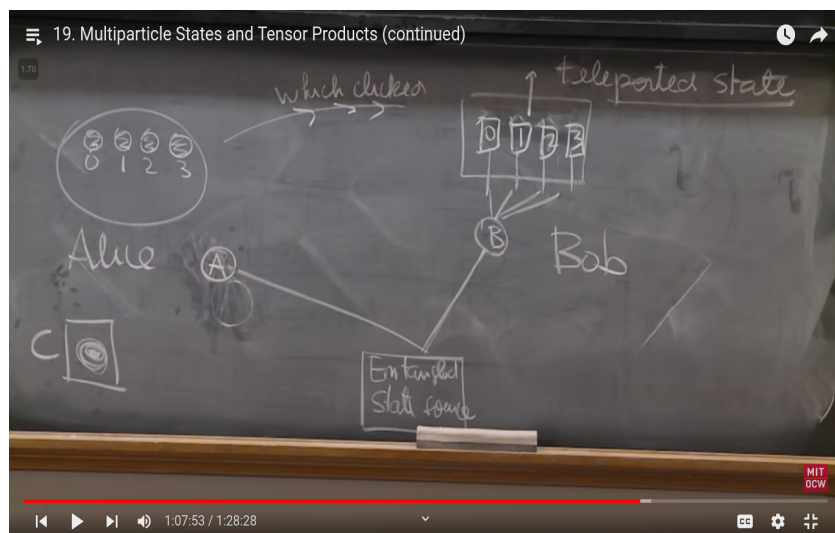 19. Multiparticle States and Tensor Products (continued)
1.70
which clicked
teleported state
0 1 2 3
0 1 2 3
Alice
A
B
Bob
C
Entangled
State source
MIT
OCW
1:07:53 / 1:28:28
CC